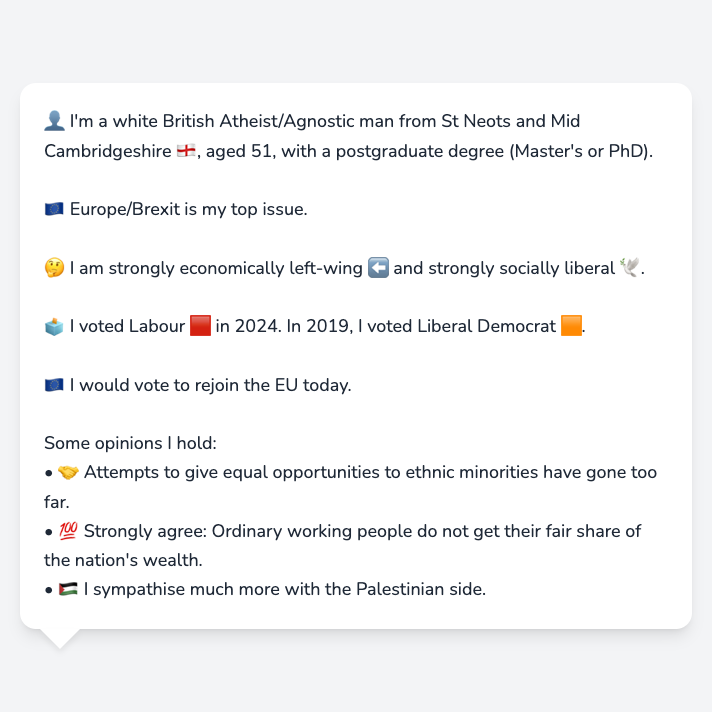 👤 I'm a white British Atheist/Agnostic man from St Neots and Mid
Cambridgeshire 🏴󠁧󠁢󠁥󠁮󠁧󠁿, aged 51, with a postgraduate degree (Master's or PhD).
🇪🇺 Europe/Brexit is my top issue.
🤔 I am strongly economically left-wing ⬅️ and strongly socially liberal 🕊️.
🗳️ I voted Labour 🟥 in 2024. In 2019, I voted Liberal Democrat 🟧.
🇪🇺 I would vote to rejoin the EU today.
Some opinions I hold:
• 🤝 Attempts to give equal opportunities to ethnic minorities have gone too
far.
• 💯 Strongly agree: Ordinary working people do not get their fair share of
the nation's wealth.
• 🇵🇸 I sympathise much more with the Palestinian side.